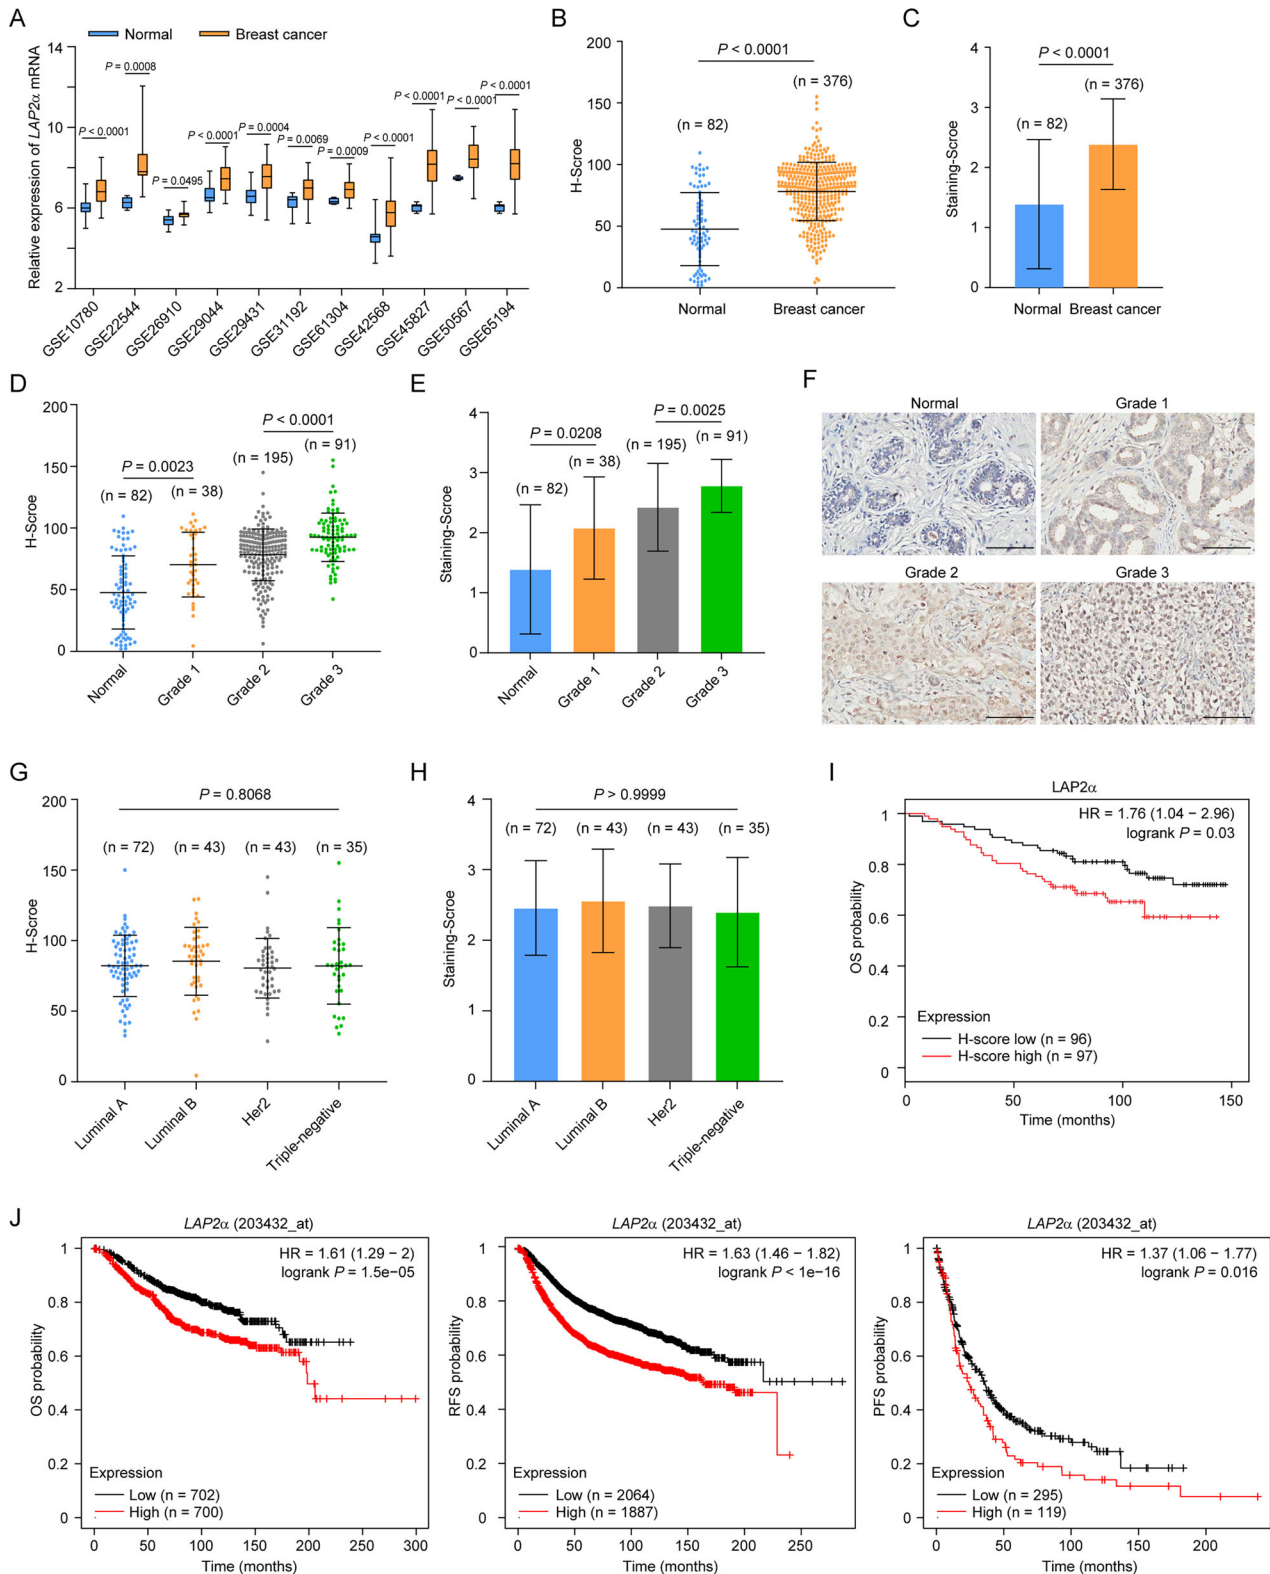 A
Normal
Breast cancer
Relative expression of LAP2α mRNA
14
10
6
2
P < 0.0001
P = 0.0008
P = 0.0495
P < 0.0001
P = 0.0004
P = 0.0069
P = 0.0009
P < 0.0001
P < 0.0001
P < 0.0001
P < 0.0001
GSE10780
GSE22544
GSE26910
GSE29044
GSE29431
GSE31192
GSE61304
GSE42568
GSE45827
GSE50567
GSE65194
B
H-Scroe
200
150
100
50
0
P < 0.0001
(n = 376)
(n = 82)
Normal
Breast cancer
C
Staining-Scroe
4
3
2
1
0
P < 0.0001
(n = 376)
(n = 82)
Normal
Breast cancer
D
H-Scroe
200
150
100
50
0
P < 0.0001
(n = 91)
(n = 195)
P = 0.0023
(n = 82)
(n = 38)
Normal
Grade 1
Grade 2
Grade 3
E
Staining-Scroe
4
3
2
1
0
P = 0.0025
P = 0.0208
(n = 195)
(n = 91)
(n = 38)
(n = 82)
Normal
Grade 1
Grade 2
Grade 3
F
Normal
Grade 1
Grade 2
Grade 3
G
H-Scroe
200
150
100
50
0
P = 0.8068
(n = 72)
(n = 43)
(n = 43)
(n = 35)
Luminal A
Luminal B
Her2
Triple-negative
H
Staining-Scroe
4
3
2
1
0
P > 0.9999
(n = 72)
(n = 43)
(n = 43)
(n = 35)
Luminal A
Luminal B
Her2
Triple-negative
I
LAP2α
HR = 1.76 (1.04 − 2.96)
logrank P = 0.03
OS probability
1
0.8
0.6
0.4
0.2
0
Expression
H-score low (n = 96)
H-score high (n = 97)
0
50
100
150
Time (months)
J
LAP2α (203432_at)
HR = 1.61 (1.29 − 2)
logrank P = 1.5e−05
OS probability
1
0.8
0.6
0.4
0.2
0
Expression
Low (n = 702)
High (n = 700)
0
50
100
150
200
250
300
Time (months)
LAP2α (203432_at)
HR = 1.63 (1.46 − 1.82)
logrank P < 1e−16
RFS probability
1
0.8
0.6
0.4
0.2
0
Expression
Low (n = 2064)
High (n = 1887)
0
50
100
150
200
250
Time (months)
LAP2α (203432_at)
HR = 1.37 (1.06 − 1.77)
logrank P = 0.016
PFS probability
1
0.8
0.6
0.4
0.2
0
Expression
Low (n = 295)
High (n = 119)
0
50
100
150
200
Time (months)